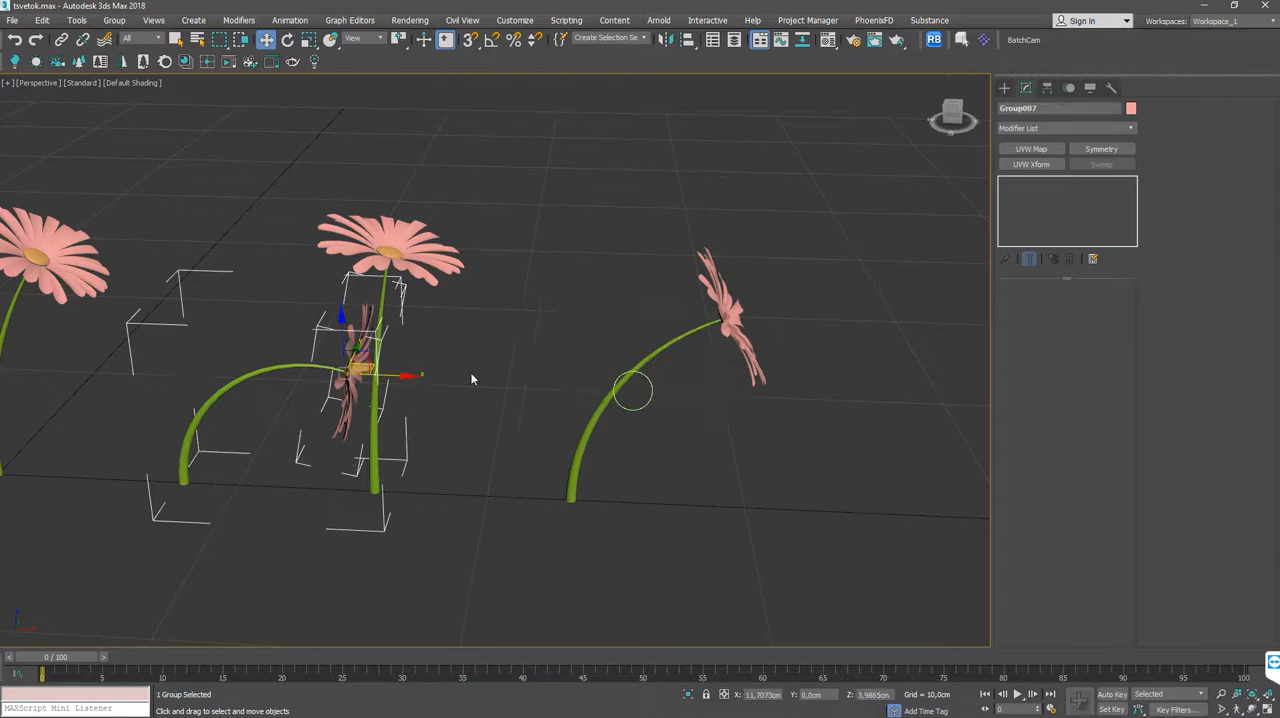 tsvetok.max - Autodesk 3ds Max 2018
File Edit Tools Group Views Create Modifiers Animation Graph Editors Rendering Civil View Customize Scripting Content Arnold Interactive Help Project Manager PhoenixFD Substance Sign In Workspaces: Workspace_1
All View Create Selection Se RB BatchCam
[+] [Perspective] [Standard] [Default Shading]
Group007
Modifier List
UVW Map Symmetry
UVW Xform Sweep
x
0 / 100
0 5 10 15 20 25 30 35 40 45 50 55 60 65 70 75 80 85 90 95 100
1 Group Selected X: 11,7073cm Y: 0,0cm Z: 3,9865cm Grid = 10,0cm Auto Key Selected
MAXScript Mini Listener Click and drag to select and move objects Add Time Tag 0 Set Key Key Filters...